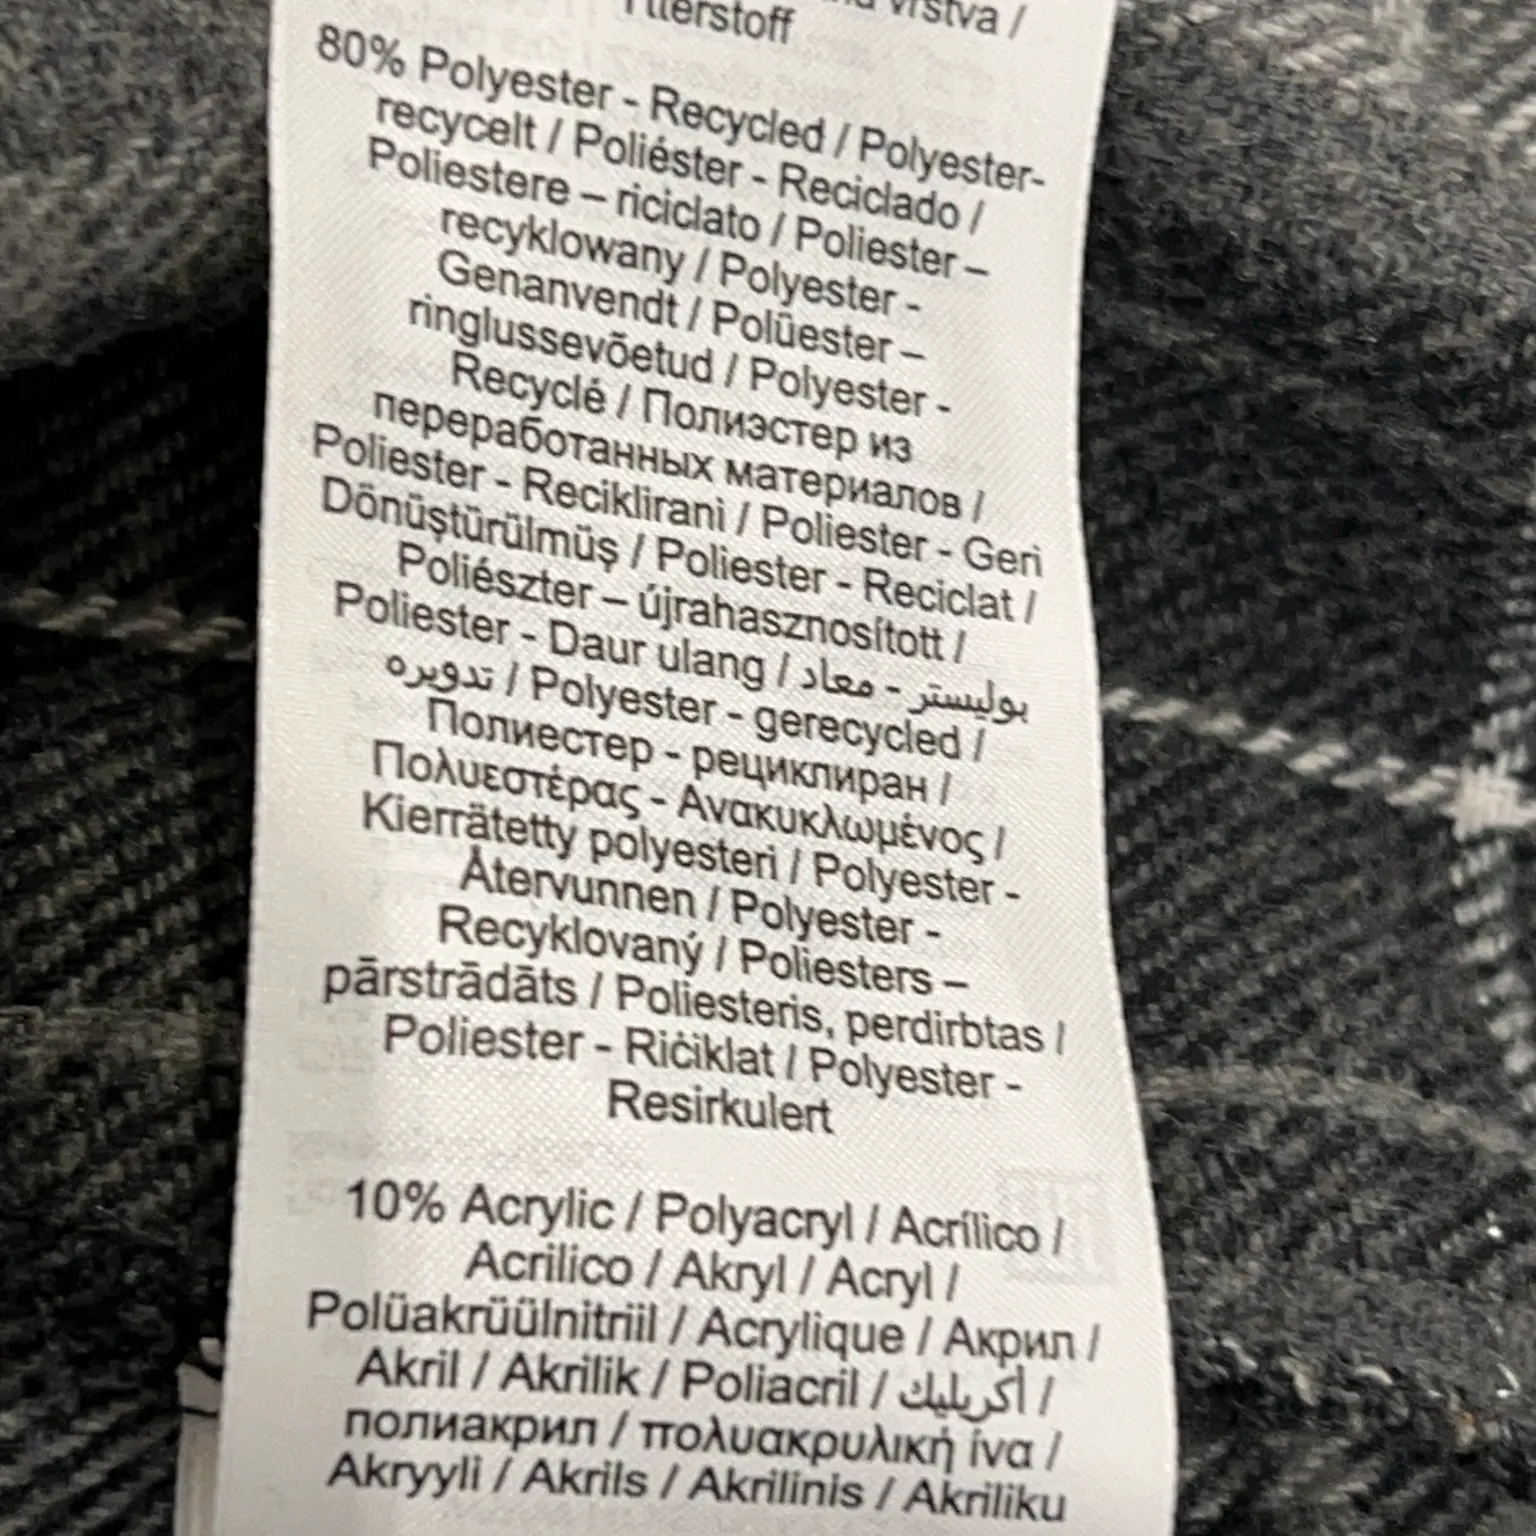 vrstva /
80% Polyester - Recycled / Polyester-
recycelt / Poliéster - Reciclado /
Poliestere – riciclato / Poliester –
recyklowany / Polyester -
Genanvendt / Polüester –
ringlussevõetud / Polyester -
Recyclé / Полиэстер из
переработанных материалов /
Poliester - Reciklirani / Poliester - Geri
Dönüştürülmüş / Poliester - Reciclat /
Poliészter – újrahasznosított /
Poliester - Daur ulang / بوليستر - معاد
تدويره / Polyester - gerecycled /
Полиестер - рециклиран /
Πολυεστέρας - Ανακυκλωμένος /
Kierrätetty polyesteri / Polyester -
Återvunnen / Polyester -
Recyklovaný / Poliesters –
pārstrādāts / Poliesteris, perdirbtas /
Poliester - Riċiklat / Polyester -
Resirkulert
10% Acrylic / Polyacryl / Acrílico /
Acrilico / Akryl / Acryl /
Polüakrüülnitriil / Acrylique / Акрил /
Akril / Akrilik / Poliacril / أكريليك /
полиакрил / πολυακρυλική ίνα /
Akryyli / Akrils / Akrilinis / Akriliku